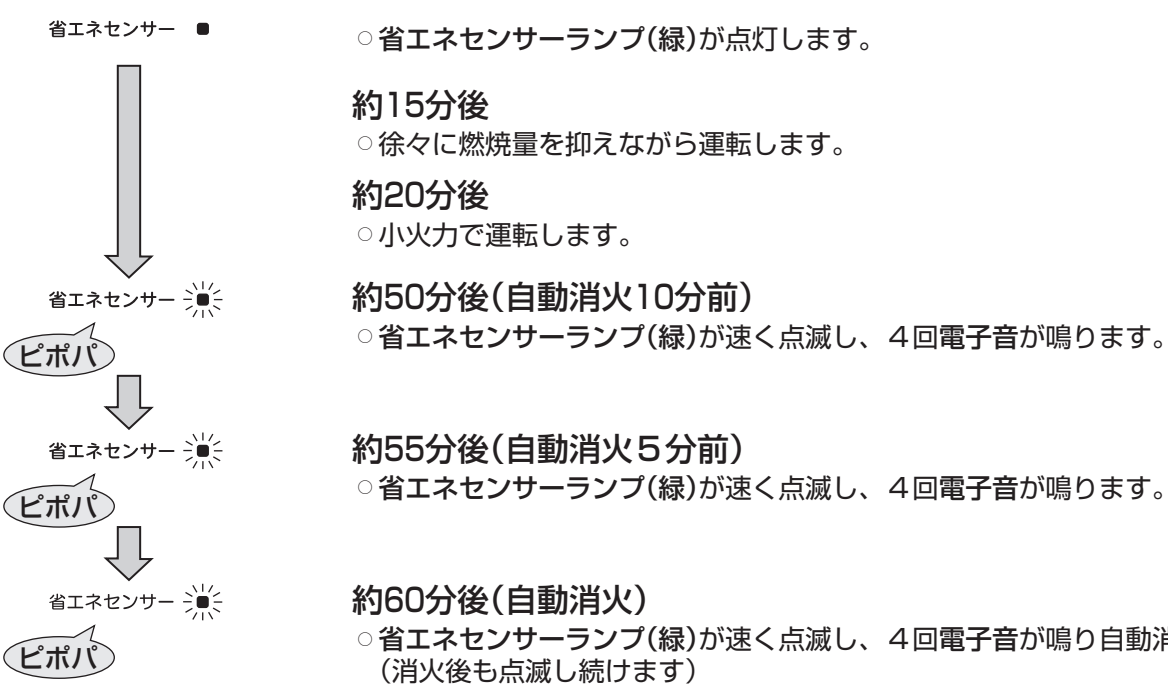 省エネセンサー
○省エネセンサーランプ(緑)が点灯します。
約15分後
○徐々に燃焼量を抑えながら運転します。
約20分後
○小火力で運転します。
省エネセンサー
約50分後(自動消火10分前)
○省エネセンサーランプ(緑)が速く点滅し、4回電子音が鳴ります。
ピポパ
省エネセンサー
約55分後(自動消火5分前)
○省エネセンサーランプ(緑)が速く点滅し、4回電子音が鳴ります。
ピポパ
省エネセンサー
約60分後(自動消火)
○省エネセンサーランプ(緑)が速く点滅し、4回電子音が鳴り自動消
(消火後も点滅し続けます)
ピポパ